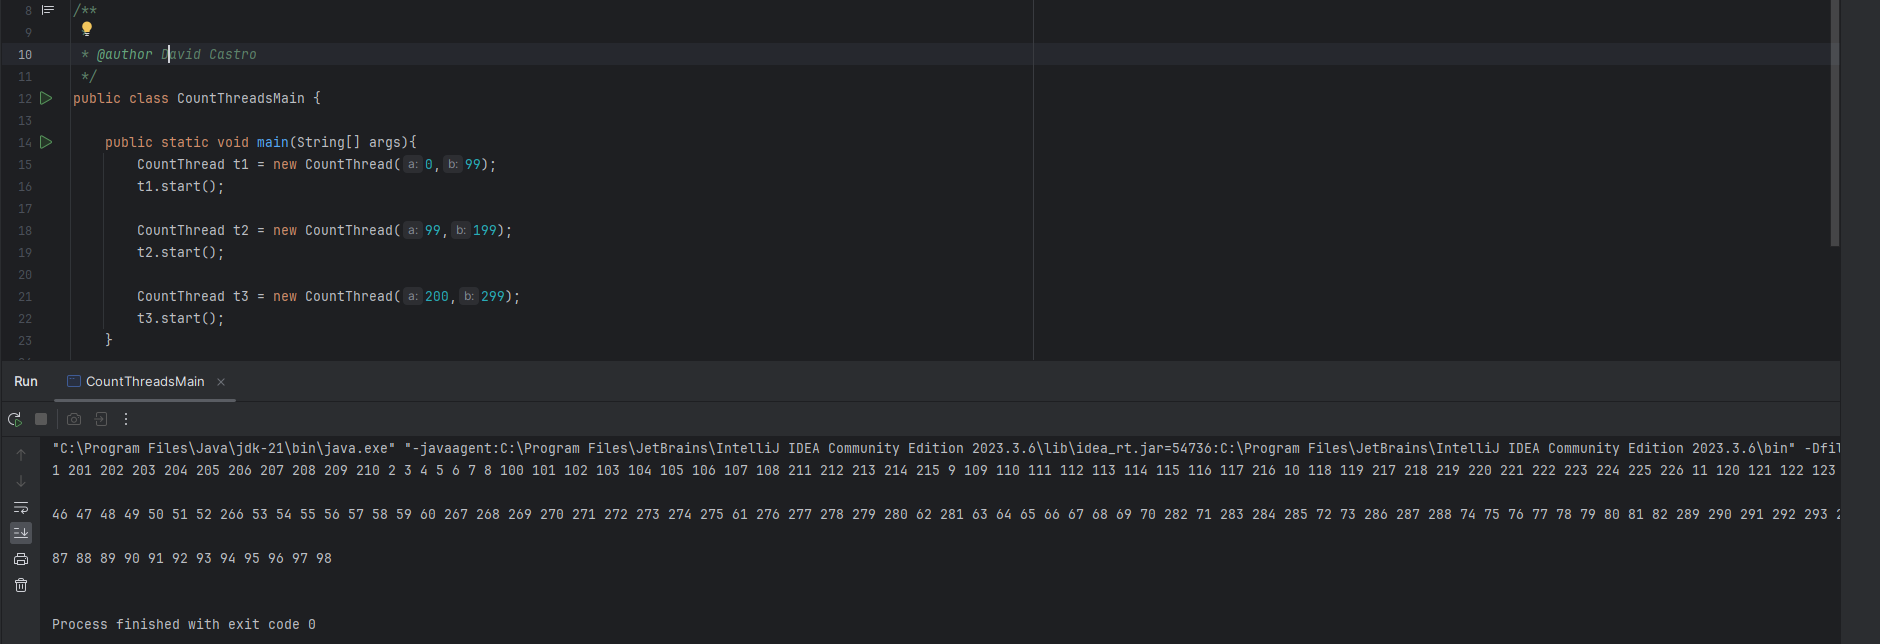 8 /**
9
10 * @author David Castro
11 */
12 public class CountThreadsMain {
13
14 public static void main(String[] args){
15 CountThread t1 = new CountThread( a: 0, b: 99);
16 t1.start();
17
18 CountThread t2 = new CountThread( a: 99, b: 199);
19 t2.start();
20
21 CountThread t3 = new CountThread( a: 200, b: 299);
22 t3.start();
23 }
Run CountThreadsMain
"C:\Program Files\Java\jdk-21\bin\java.exe" "-javaagent:C:\Program Files\JetBrains\IntelliJ IDEA Community Edition 2023.3.6\lib\idea_rt.jar=54736:C:\Program Files\JetBrains\IntelliJ IDEA Community Edition 2023.3.6\bin" -Dfil
1 201 202 203 204 205 206 207 208 209 210 2 3 4 5 6 7 8 100 101 102 103 104 105 106 107 108 211 212 213 214 215 9 109 110 111 112 113 114 115 116 117 216 10 118 119 217 218 219 220 221 222 223 224 225 226 11 120 121 122 123
46 47 48 49 50 51 52 266 53 54 55 56 57 58 59 60 267 268 269 270 271 272 273 274 275 61 276 277 278 279 280 62 281 63 64 65 66 67 68 69 70 282 71 283 284 285 72 73 286 287 288 74 75 76 77 78 79 80 81 82 289 290 291 292 293
87 88 89 90 91 92 93 94 95 96 97 98
Process finished with exit code 0